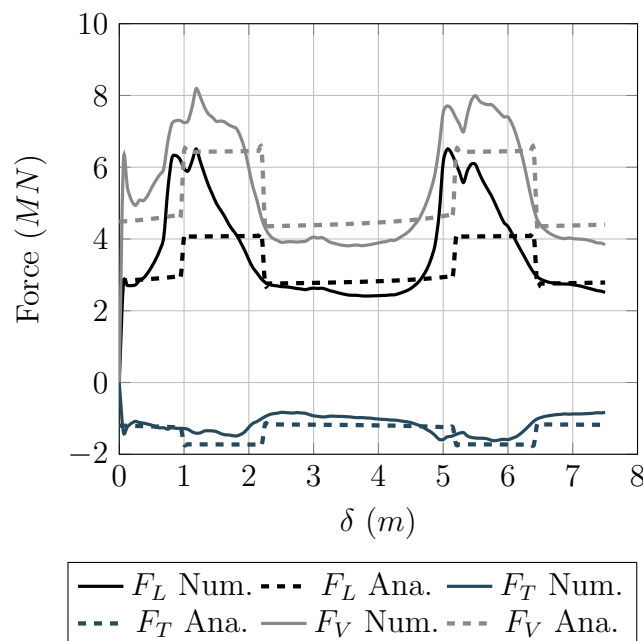 10
8
6
4
2
0
−2
Force (MN)
0 1 2 3 4 5 6 7 8
δ (m)
F_L Num. F_L Ana. F_T Num.
F_T Ana. F_V Num. F_V Ana.